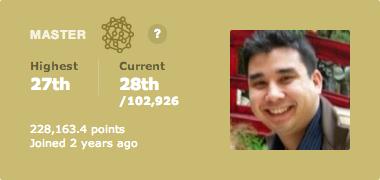 MASTER ?
Highest Current
27th 28th
/102,926
228,163.4 points
Joined 2 years ago